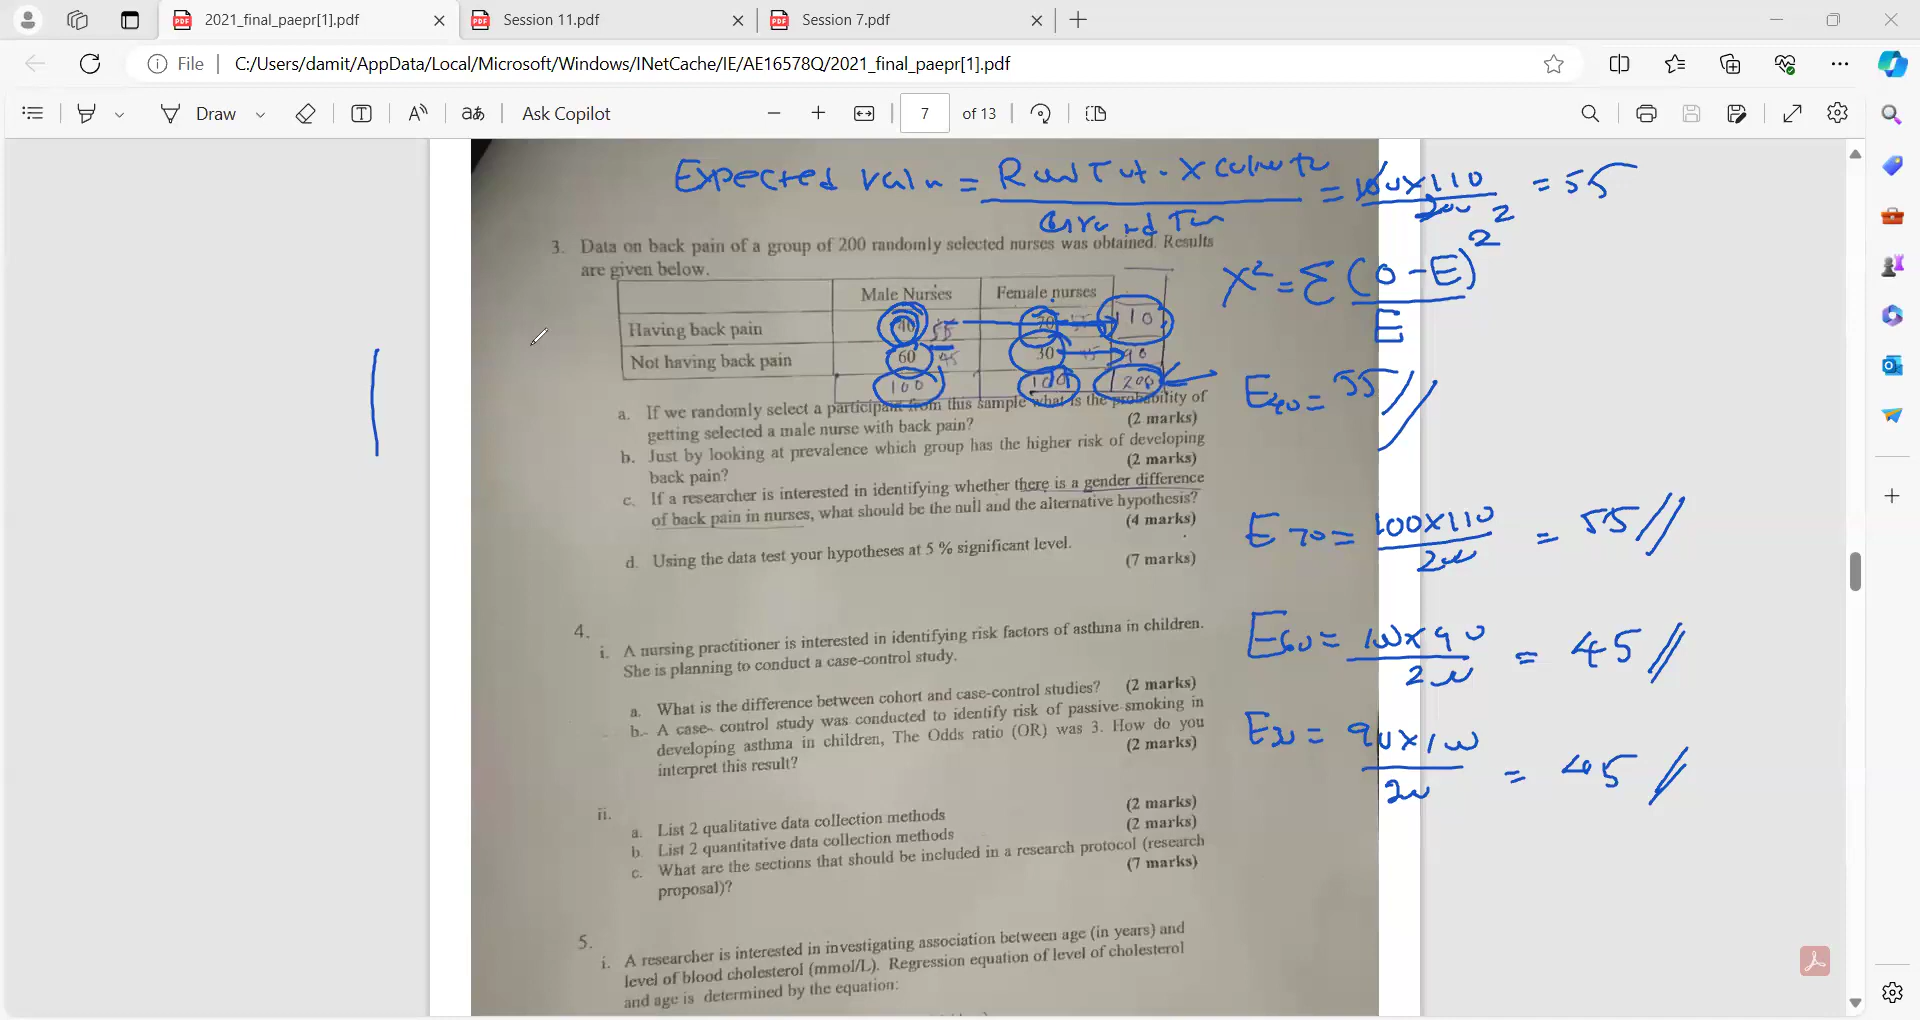 2021_final_paepr[1].pdf
Session 11.pdf
Session 7.pdf
File
C:/Users/damit/AppData/Local/Microsoft/Windows/INetCache/IE/AE16578Q/2021_final_paepr[1].pdf
Draw
Ask Copilot
7 of 13
Expected = X = 100x110 = 55
200 2
3. Data on back pain of a group of 200 randomly selected nurses was obtained. Results
are given below.
Male Nurses Female nurses
Having back pain 40 55 70 55 110
Not having back pain 60 45 30 45 90
100 100 200
X² = Σ (O-E)²
E
E40 = 55
a. If we randomly select a participant from this sample what is the probability of
getting selected a male nurse with back pain? (2 marks)
b. Just by looking at prevalence which group has the higher risk of developing
back pain? (2 marks)
c. If a researcher is interested in identifying whether there is a gender difference
of back pain in nurses, what should be the null and the alternative hypothesis?
(4 marks)
d. Using the data test your hypotheses at 5 % significant level.
(7 marks)
E70 = 100x110 = 55
200
E60 = 100x90 = 45
200
E30 = 90x100 = 45
200
4.
i. A nursing practitioner is interested in identifying risk factors of asthma in children.
She is planning to conduct a case-control study.
a. What is the difference between cohort and case-control studies? (2 marks)
b. A case- control study was conducted to identify risk of passive smoking in
developing asthma in children, The Odds ratio (OR) was 3. How do you
interpret this result? (2 marks)
ii.
a. List 2 qualitative data collection methods (2 marks)
b. List 2 quantitative data collection methods (2 marks)
c. What are the sections that should be included in a research protocol (research
proposal)? (7 marks)
5.
i. A researcher is interested in investigating association between age (in years) and
level of blood cholesterol (mmol/L). Regression equation of level of cholesterol
and age is determined by the equation: